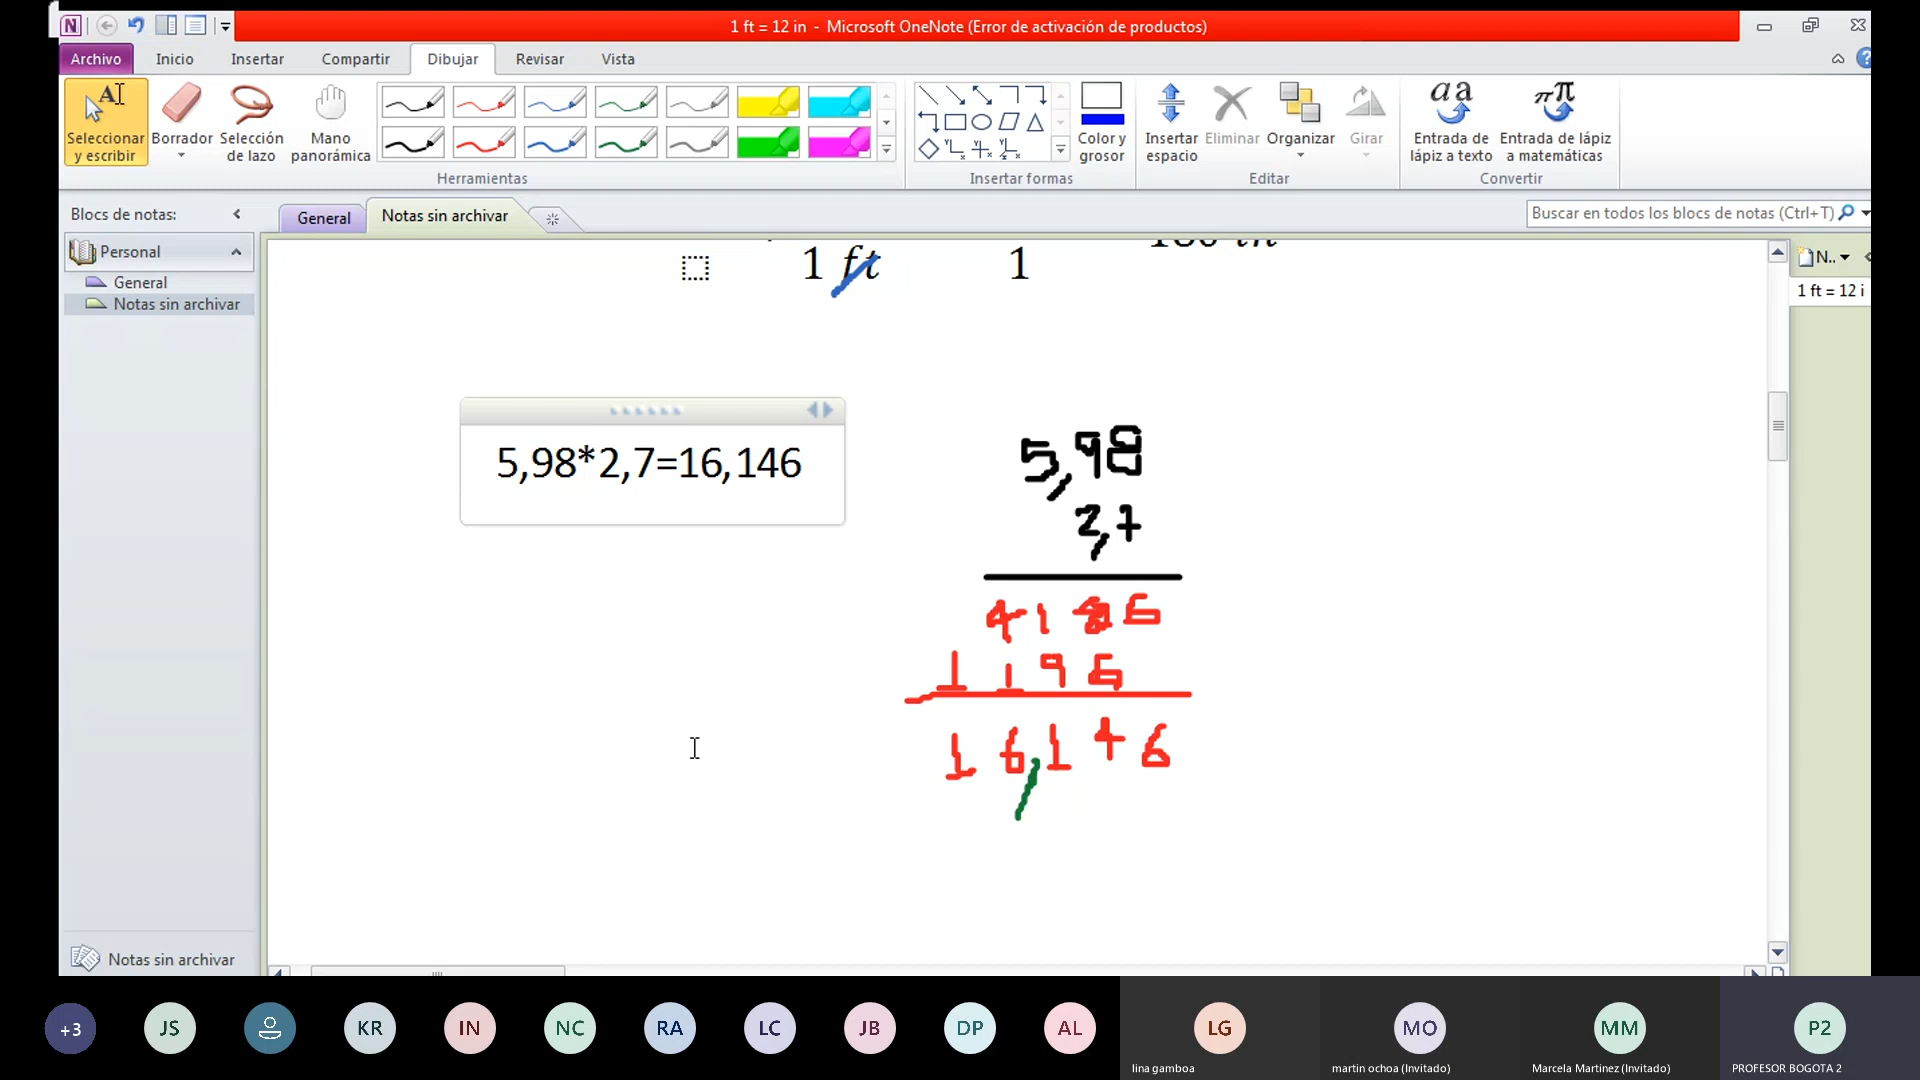 1 ft = 12 in - Microsoft OneNote (Error de activación de productos)
Archivo Inicio Insertar Compartir Dibujar Revisar Vista
Seleccionar y escribir
Borrador
Selección de lazo
Mano panorámica
Herramientas
Insertar formas
Color y grosor
Insertar espacio
Eliminar
Organizar
Girar
Editar
Entrada de lápiz a texto
Entrada de lápiz a matemáticas
Convertir
Blocs de notas:
General
Notas sin archivar
Buscar en todos los blocs de notas (Ctrl+T)
Personal
General
Notas sin archivar
N..
1 ft = 12 i
1 ft 1
5,98*2,7=16,146
5,98
2,7
4186
1196
16,146
Notas sin archivar
+3 JS KR IN NC RA LC JB DP AL LG MO MM P2
lina gamboa
martin ochoa (Invitado)
Marcela Martinez (Invitado)
PROFESOR BOGOTA 2